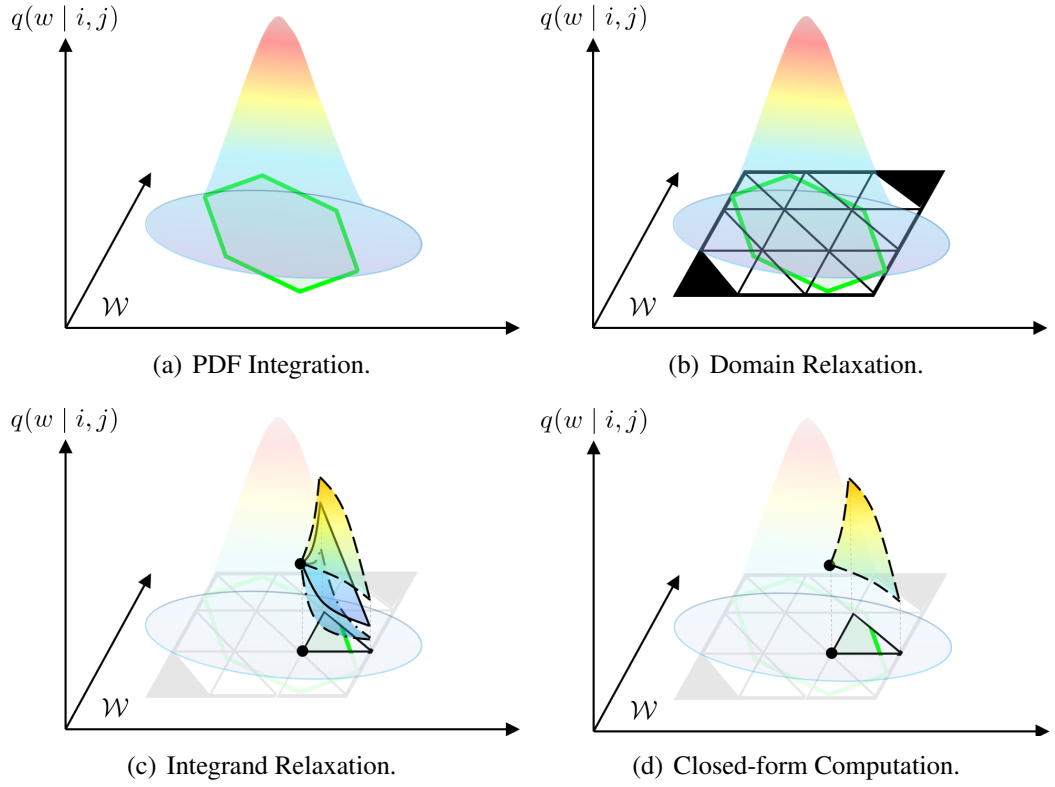 q(w | i, j)
q(w | i, j)
𝒲
𝒲
(a) PDF Integration.
(b) Domain Relaxation.
q(w | i, j)
q(w | i, j)
𝒲
𝒲
(c) Integrand Relaxation.
(d) Closed-form Computation.